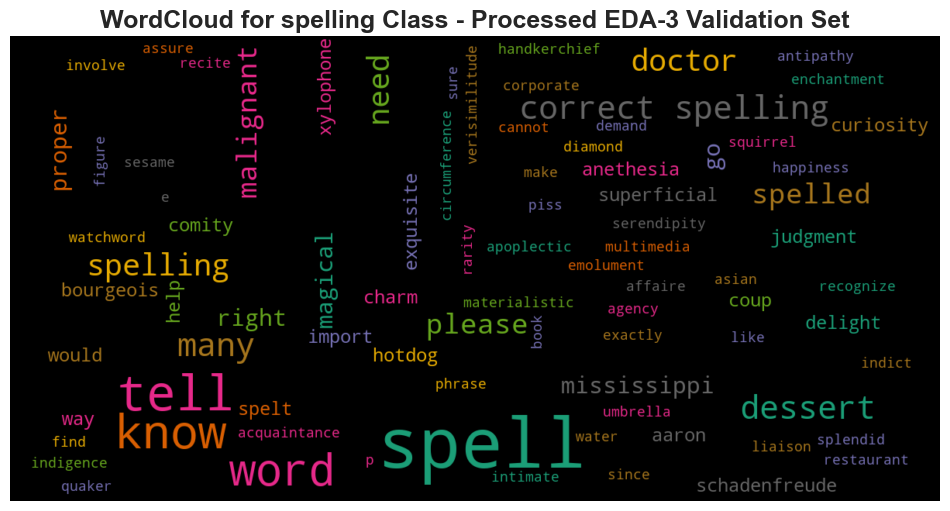 WordCloud for spelling Class - Processed EDA-3 Validation Set
assure
involve
recite
malignant
xylophone
need
sure
verisimilitude
handkerchief
doctor
antipathy
enchantment
corporate
correct spelling
curiosity
proper
figure
sesame
e
circumference
cannot
demand
diamond
squirrel
go
make
anethesia
happiness
exquisite
piss
superficial
spelled
comity
serendipity
judgment
watchword
rarity
apoplectic
multimedia
spelling
emolument
magical
bourgeois
help
charm
materialistic
affaire
asian
recognize
agency
coup
right
please
book
import
exactly
like
delight
many
would
hotdog
indict
phrase
mississippi
tell
spelt
umbrella
dessert
way
know
acquaintance
spell
water
aaron
find
liaison
splendid
word
p
indigence
restaurant
intimate
since
quaker
schadenfreude